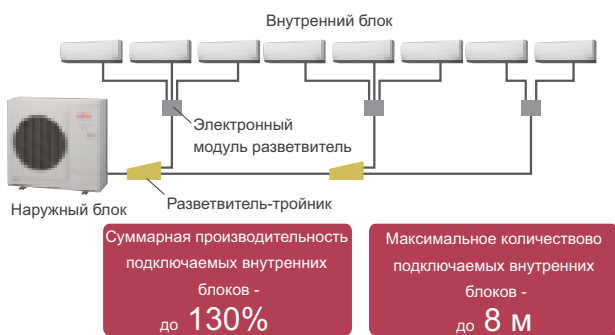 Внутренний блок
Электронный
модуль разветвитель
Разветвитель-тройник
Наружный блок
Суммарная производительность
подключаемых внутренних
блоков -
до 130%
Максимальное количествово
подключаемых внутренних
блоков -
до 8 м